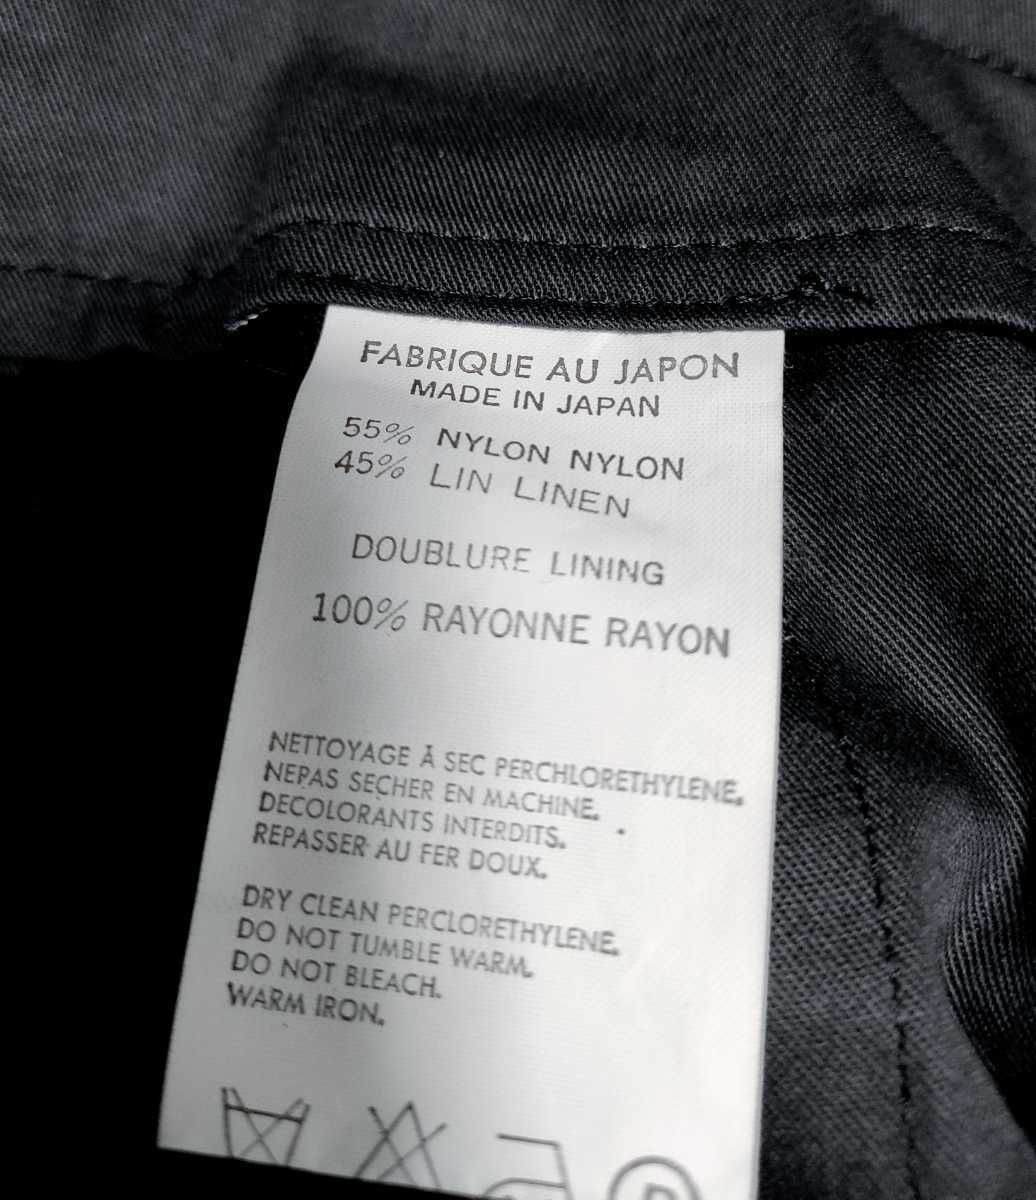 FABRIQUE AU JAPON
MADE IN JAPAN
55% NYLON NYLON
45% LIN LINEN
DOUBLURE LINING
100% RAYONNE RAYON
NETTOYAGE À SEC PERCHLORETHYLENE.
NEPAS SECHER EN MACHINE.
DECOLORANTS INTERDITS.
REPASSER AU FER DOUX.
DRY CLEAN PERCLORETHYLENE.
DO NOT TUMBLE WARM.
DO NOT BLEACH.
WARM IRON.
P